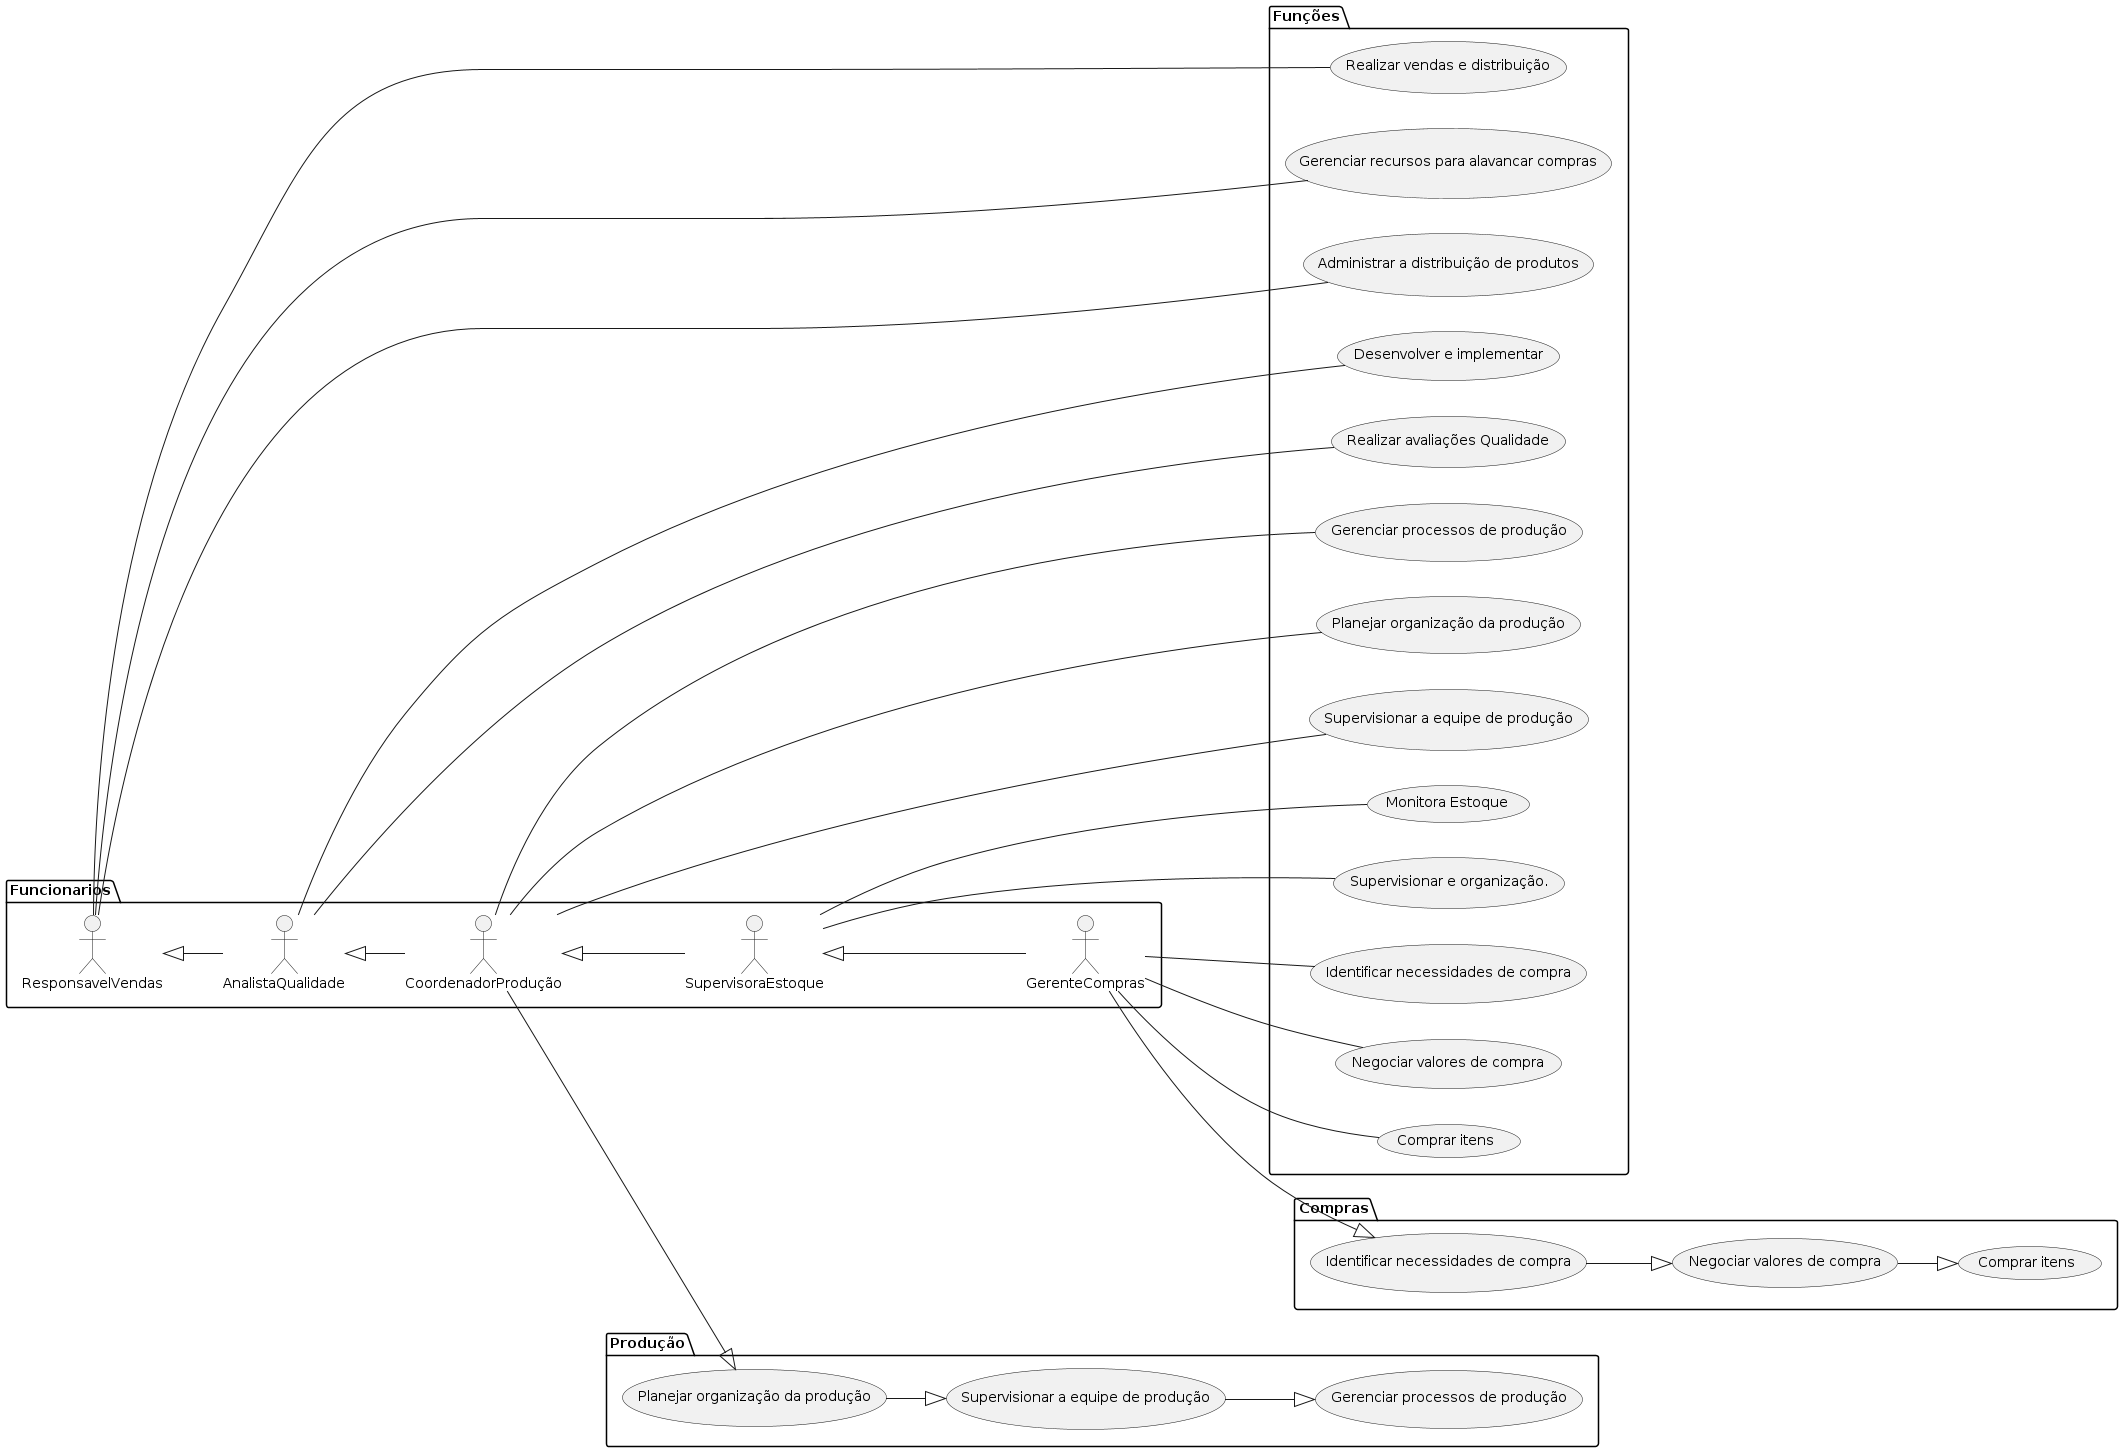 Funções
Realizar vendas e distribuição
Gerenciar recursos para alavancar compras
Administrar a distribuição de produtos
Desenvolver e implementar
Realizar avaliações Qualidade
Gerenciar processos de produção
Planejar organização da produção
Supervisionar a equipe de produção
Monitora Estoque
Supervisionar e organização.
Identificar necessidades de compra
Negociar valores de compra
Comprar itens
Funcionarios
ResponsavelVendas
AnalistaQualidade
CoordenadorProdução
SupervisoraEstoque
GerenteCompras
Compras
Identificar necessidades de compra
Negociar valores de compra
Comprar itens
Produção
Planejar organização da produção
Supervisionar a equipe de produção
Gerenciar processos de produção